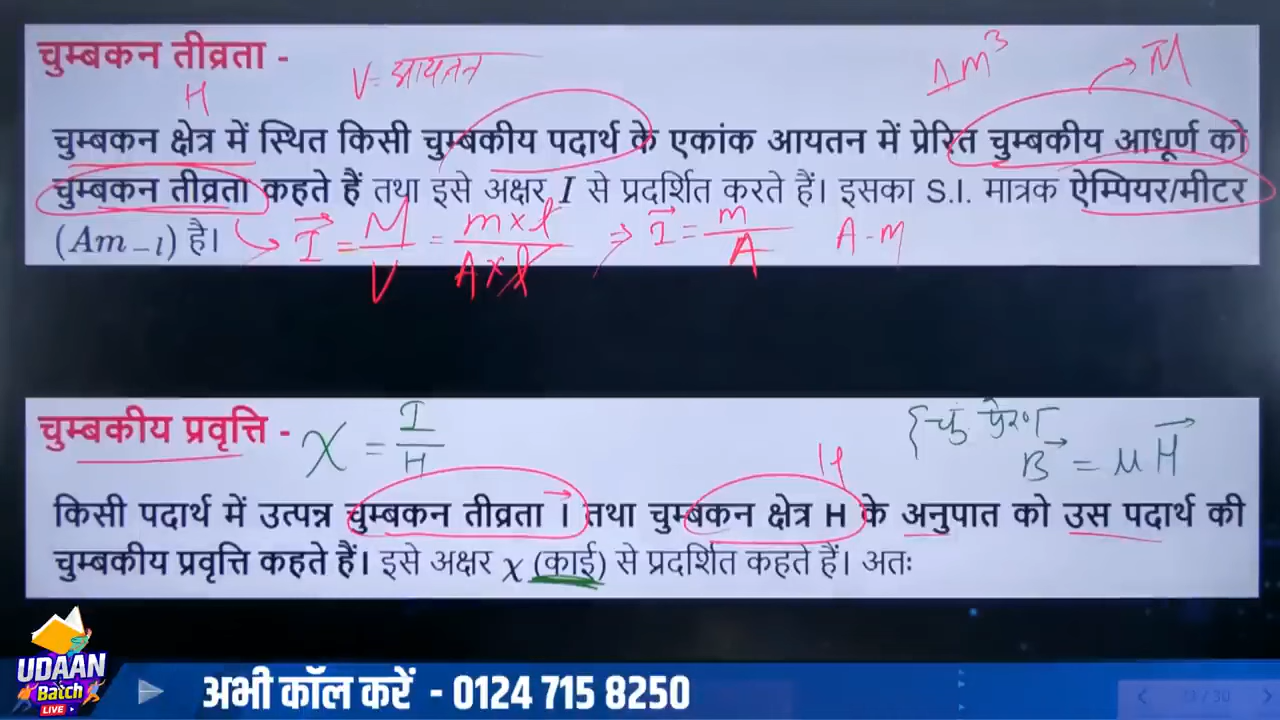 चुम्बकन तीव्रता -
H
V = आयतन
M
चुम्बकन क्षेत्र में स्थित किसी चुम्बकीय पदार्थ के एकांक आयतन में प्रेरित चुम्बकीय आधूर्ण को
चुम्बकन तीव्रता कहते हैं तथा इसे अक्षर I से प्रदर्शित करते हैं। इसका S.I. मात्रक ऐम्पियर/मीटर
(Am₋₁) है।
I = M/V = m×l/A×l ⇒ I = m/A A-m
चुम्बकीय प्रवृत्ति -
χ = I/H
B = μH
H
किसी पदार्थ में उत्पन्न चुम्बकन तीव्रता I तथा चुम्बकन क्षेत्र H के अनुपात को उस पदार्थ की
चुम्बकीय प्रवृत्ति कहते हैं। इसे अक्षर χ (काई) से प्रदर्शित कहते हैं। अतः
UDAAN
Batch
LIVE
अभी कॉल करें - 0124 715 8250